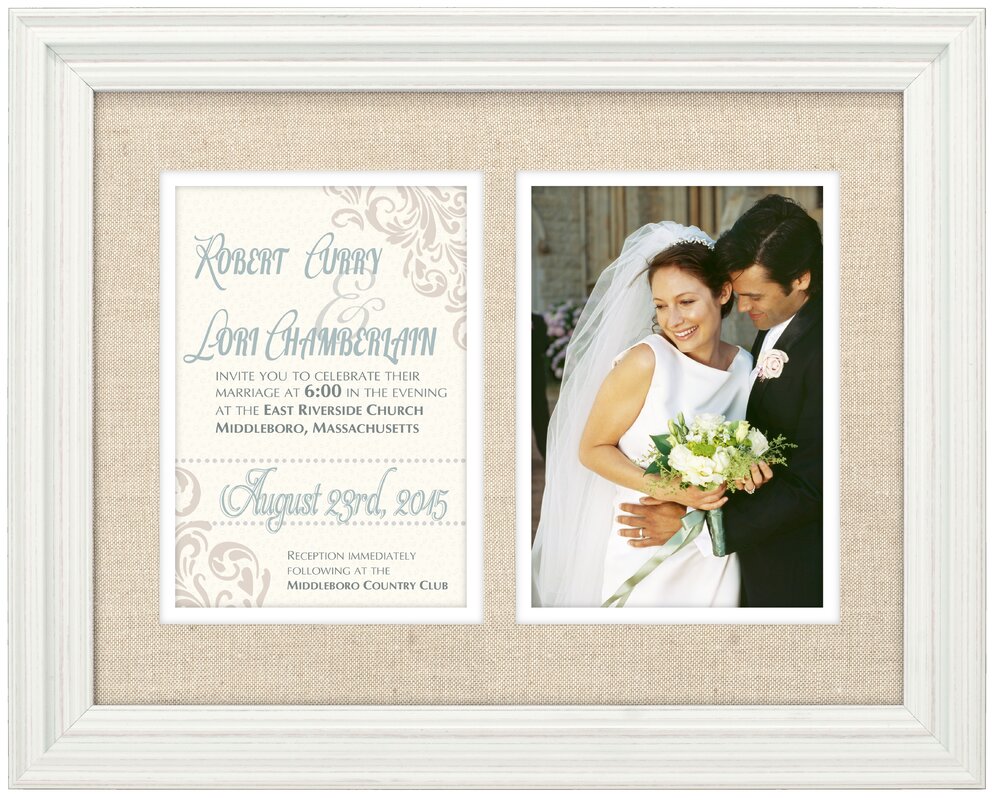 Robert Curry
&
Lori Chamberlain
INVITE YOU TO CELEBRATE THEIR
MARRIAGE AT 6:00 IN THE EVENING
AT THE EAST RIVERSIDE CHURCH
MIDDLEBORO, MASSACHUSETTS
August 23rd, 2015
RECEPTION IMMEDIATELY
FOLLOWING AT THE
MIDDLEBORO COUNTRY CLUB